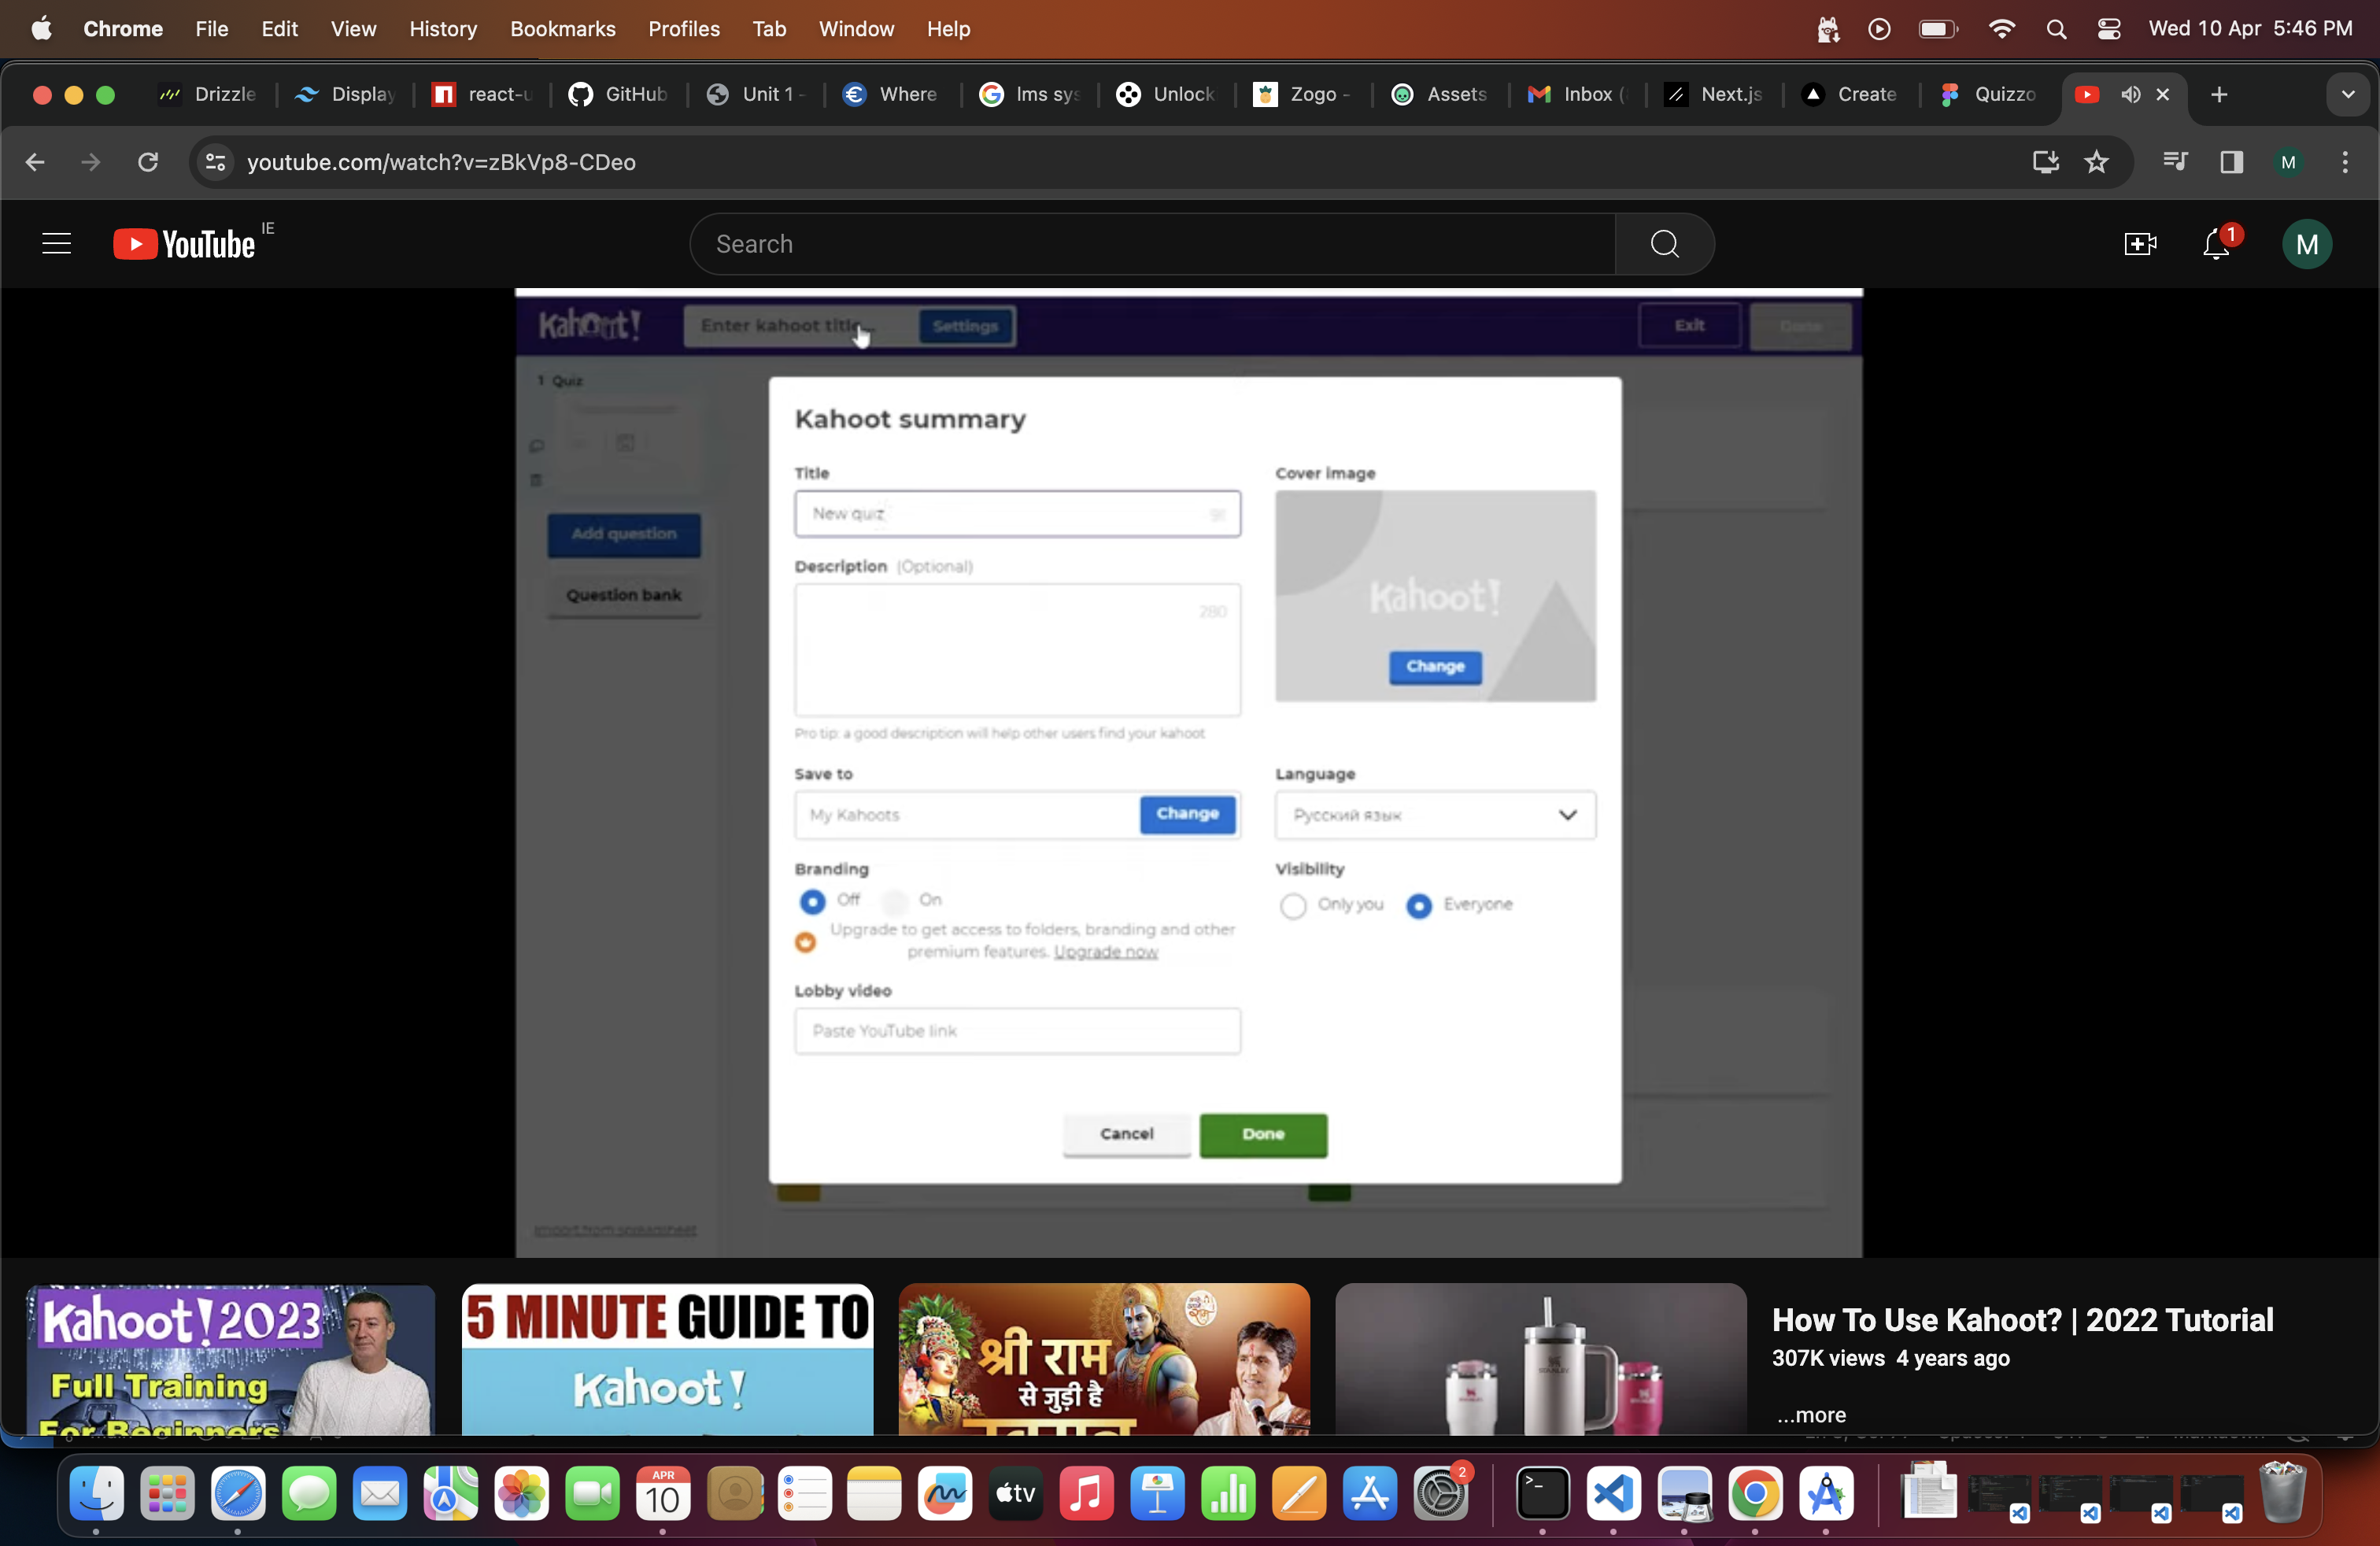 Chrome File Edit View History Bookmarks Profiles Tab Window Help Wed 10 Apr 5:46 PM
Drizzle Display react-u GitHub Unit 1 - Where lms sys Unlock Zogo - Assets Inbox ( Next.js Create Quizzo
youtube.com/watch?v=zBkVp8-CDeo M
YouTube IE Search 1 M
Kahoot! Enter kahoot title... Settings Exit Done
1 Quiz
Add question
Question bank
Import from spreadsheet
Kahoot summary
Title
New quiz
Description (Optional)
280
Pro tip: a good description will help other users find your kahoot
Cover image
Kahoot!
Change
Save to
My Kahoots Change
Language
Русский язык
Branding
Off On
Upgrade to get access to folders, branding and other
premium features. Upgrade now
Visibility
Only you Everyone
Lobby video
Paste YouTube link
Cancel Done
Kahoot! 2023
Full Training
For Beginners
5 MINUTE GUIDE TO
Kahoot!
श्री राम
से जुड़ी है
How To Use Kahoot? | 2022 Tutorial
307K views 4 years ago
...more
APR
10
tv
2